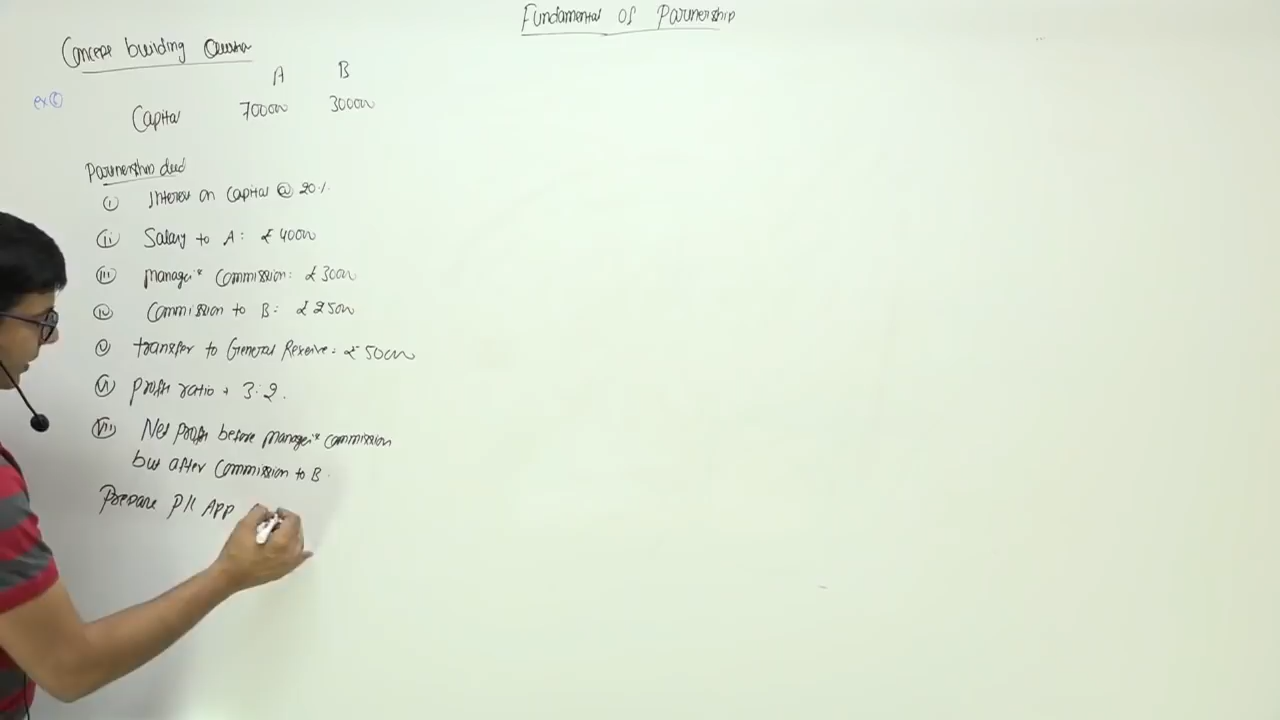 Fundamental of Partnership
Concept building Question
A B
ex 6
Capital 70000 30000
Partnership deed
(i) Interest on Capital @ 20%.
(ii) Salary to A: ₹ 4000
(iii) Manager's Commission: ₹ 3000
(iv) Commission to B: ₹ 2500
(v) transfer to General Reserve: ₹ 5000
(vi) profit ratio → 3:2.
(vii) Net profit before manager's commission
but after Commission to B.
Prepare P/L App